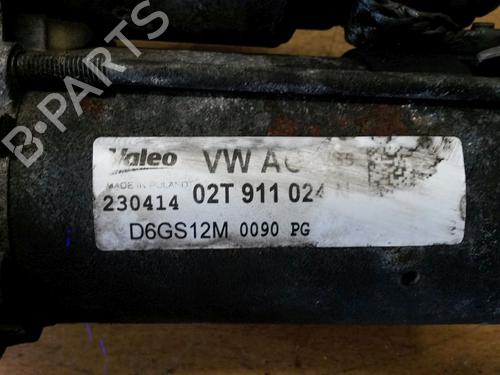 Valeo VW AG
MADE IN POLAND
230414 02T 911 024
D6GS12M 0090 PG
B-PARTS